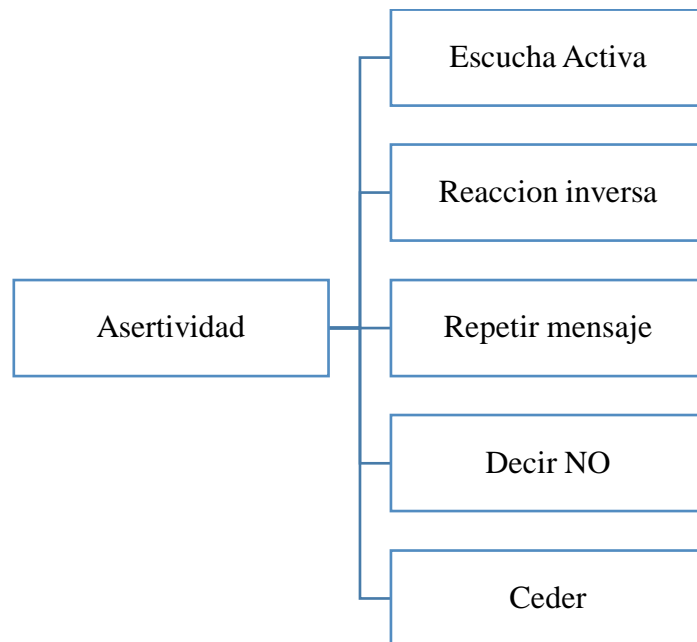 Escucha Activa
Reaccion inversa
Asertividad
Repetir mensaje
Decir NO
Ceder